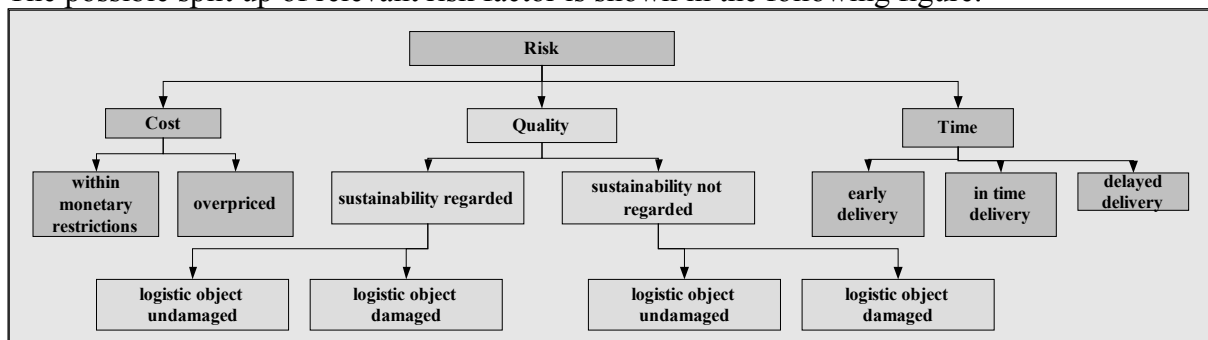 The possible split up of relevant risk factor is shown in the following figure.
Risk
Cost
Quality
Time
within
monetary
restrictions
overpriced
sustainability regarded
sustainability not
regarded
early
delivery
in time
delivery
delayed
delivery
logistic object
undamaged
logistic object
damaged
logistic object
undamaged
logistic object
damaged